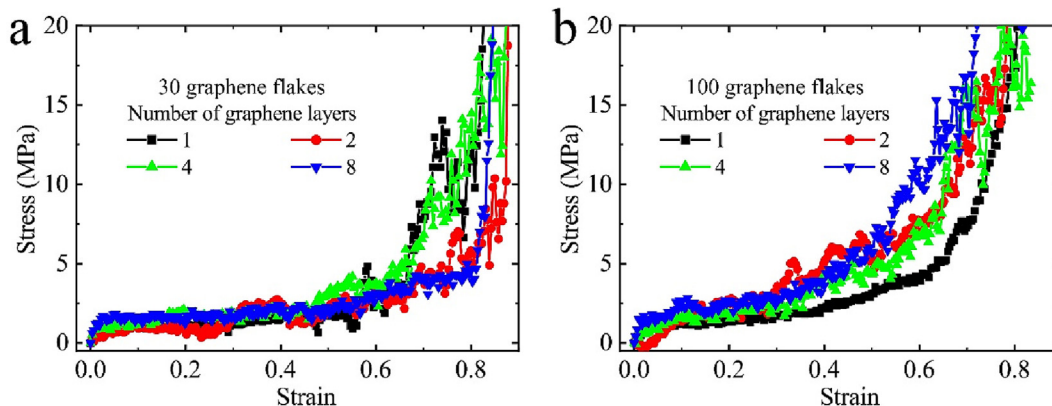 a
20
15
10
5
0
Stress (MPa)
30 graphene flakes
Number of graphene layers
1 2
4 8
0.0 0.2 0.4 0.6 0.8
Strain
b
20
15
10
5
0
Stress (MPa)
100 graphene flakes
Number of graphene layers
1 2
4 8
0.0 0.2 0.4 0.6 0.8
Strain